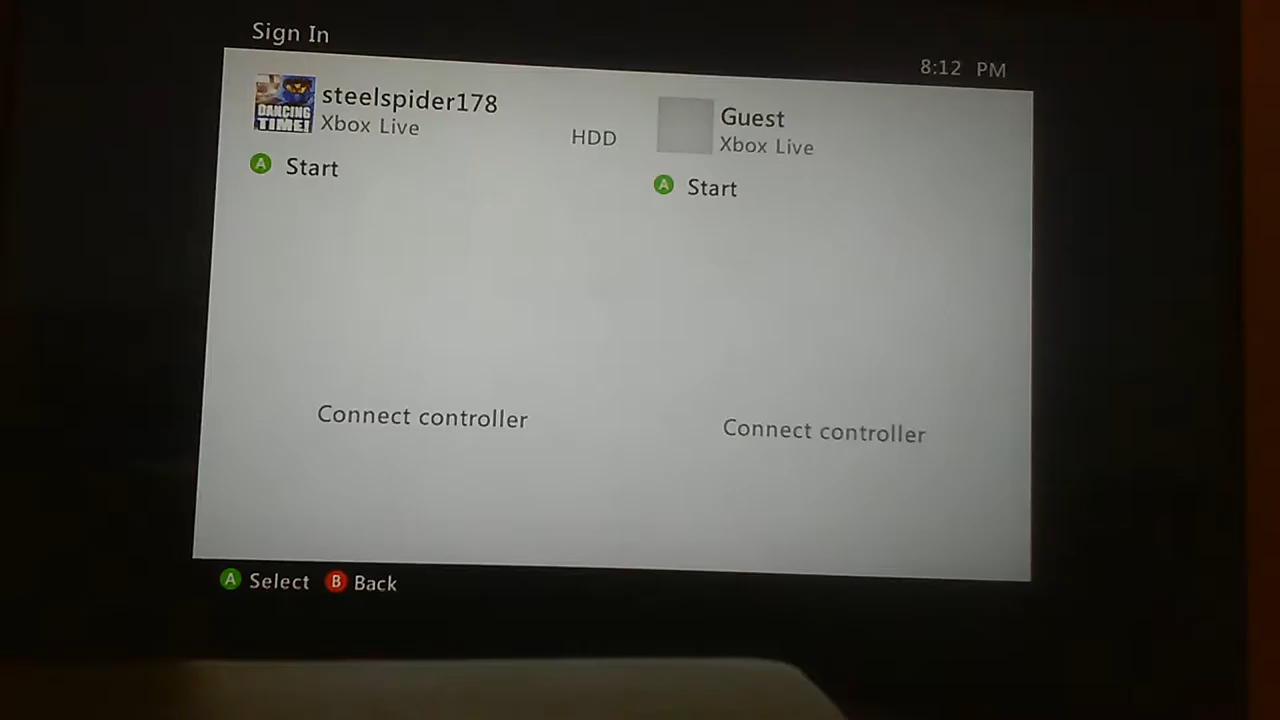 Sign In
8:12 PM
DANCING
TIME!
steelspider178
Xbox Live
HDD
A Start
Guest
Xbox Live
A Start
Connect controller
Connect controller
A Select B Back